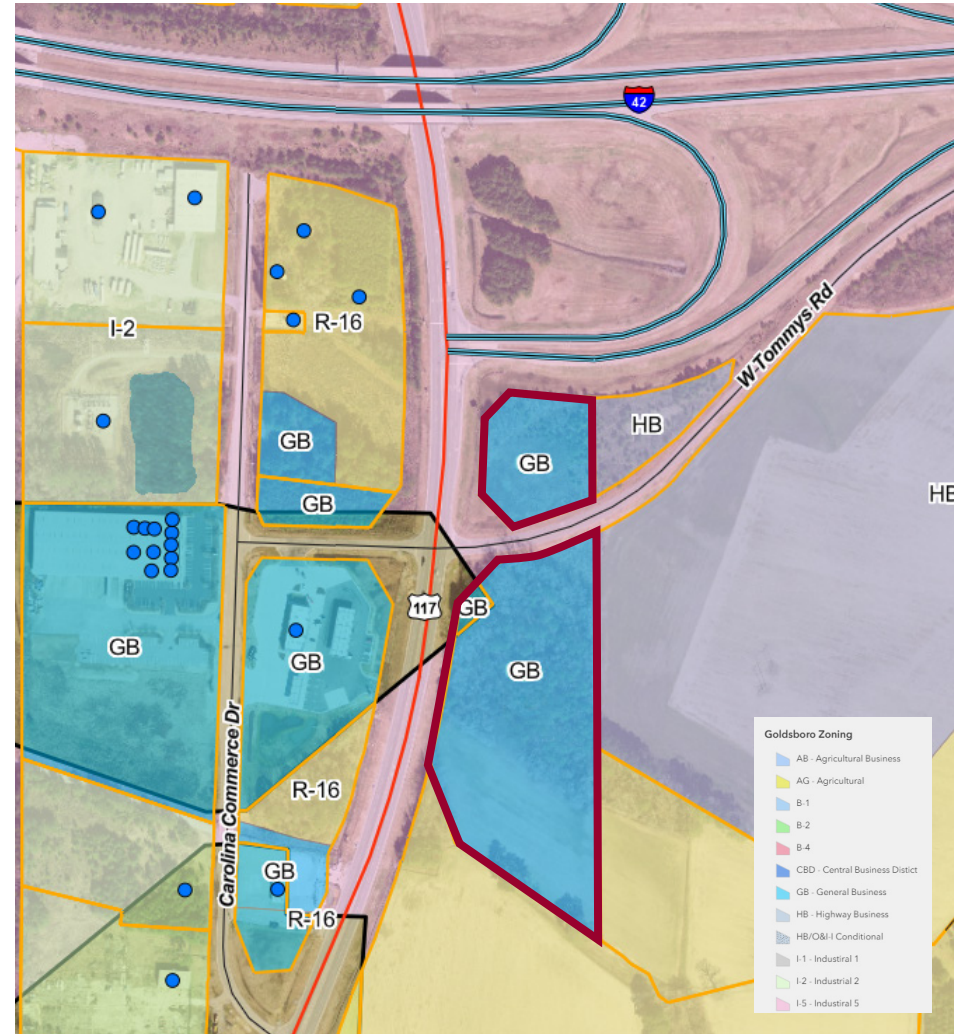 42
I-2
R-16
W Tommys Rd
GB
HB
GB
GB
HB
117
GB
GB
GB
GB
Carolina Commerce Dr
R-16
GB
R-16
Goldsboro Zoning
AB - Agricultural Business
AG - Agricultural
B-1
B-2
B-4
CBD - Central Business Distict
GB - General Business
HB - Highway Business
HB/O&I-I Conditional
I-1 - Industiral 1
I-2 - Industrial 2
I-5 - Industiral 5